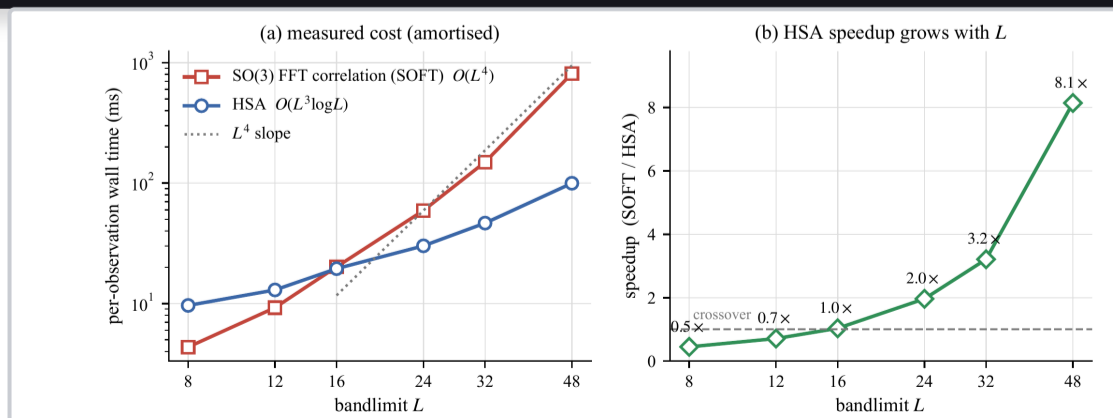 (a) measured cost (amortised)
10³
10²
10¹
per-observation wall time (ms)
SO(3) FFT correlation (SOFT) O(L⁴)
HSA O(L³logL)
L⁴ slope
8 12 16 24 32 48
bandlimit L
(b) HSA speedup grows with L
8
6
4
2
0
speedup (SOFT / HSA)
8.1×
3.2×
2.0×
1.0×
0.7×
crossover
0.5×
8 12 16 24 32 48
bandlimit L